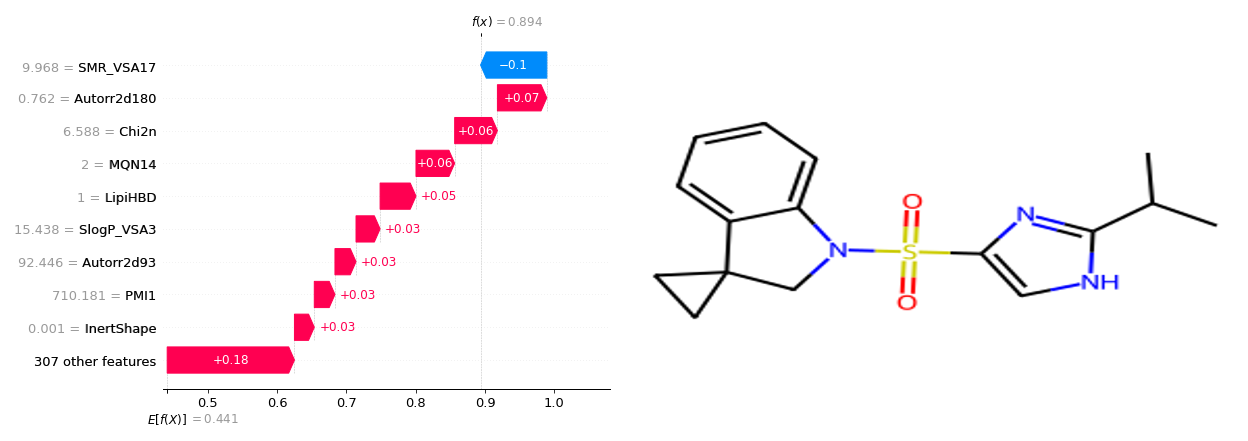 f(x) = 0.894
9.968 = SMR_VSA17
−0.1
0.762 = Autorr2d180
+0.07
6.588 = Chi2n
+0.06
2 = MQN14
+0.06
1 = LipiHBD
+0.05
15.438 = SlogP_VSA3
+0.03
92.446 = Autorr2d93
+0.03
710.181 = PMI1
+0.03
0.001 = InertShape
+0.03
307 other features
+0.18
0.5 0.6 0.7 0.8 0.9 1.0
E[f(X)] = 0.441
O
N
N
S
NH
O